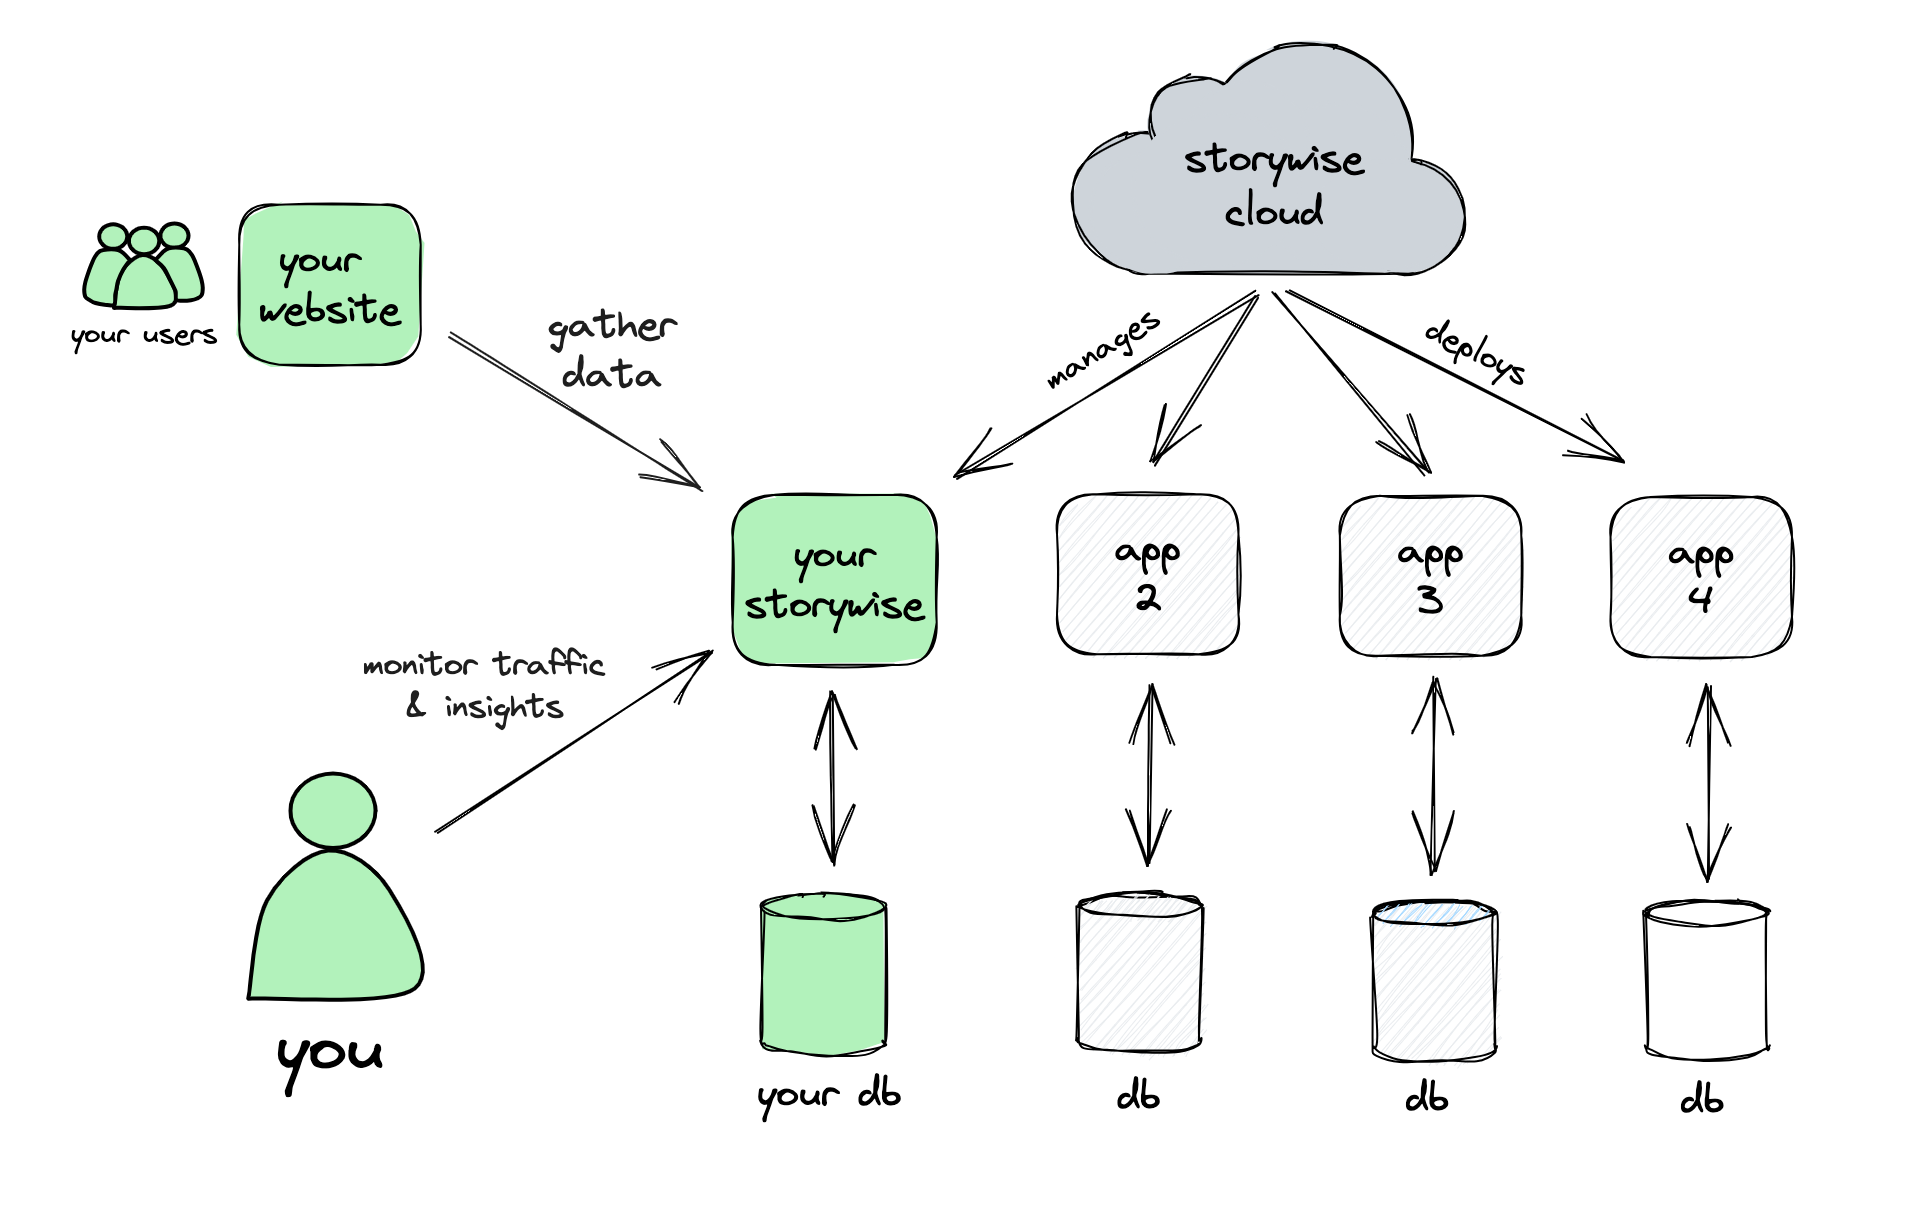 storywise
cloud
your
website
your users
gather
data
manages
deploys
your
storywise
app
2
app
3
app
4
monitor traffic
& insights
you
your db
db
db
db